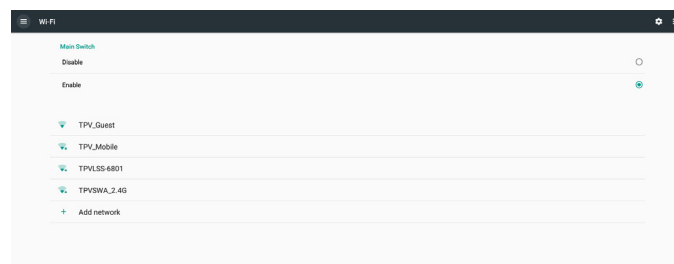 Wi-Fi
Main Switch
Disable
Enable
TPV_Guest
TPV_Mobile
TPVLSS-6801
TPVSWA_2.4G
Add network